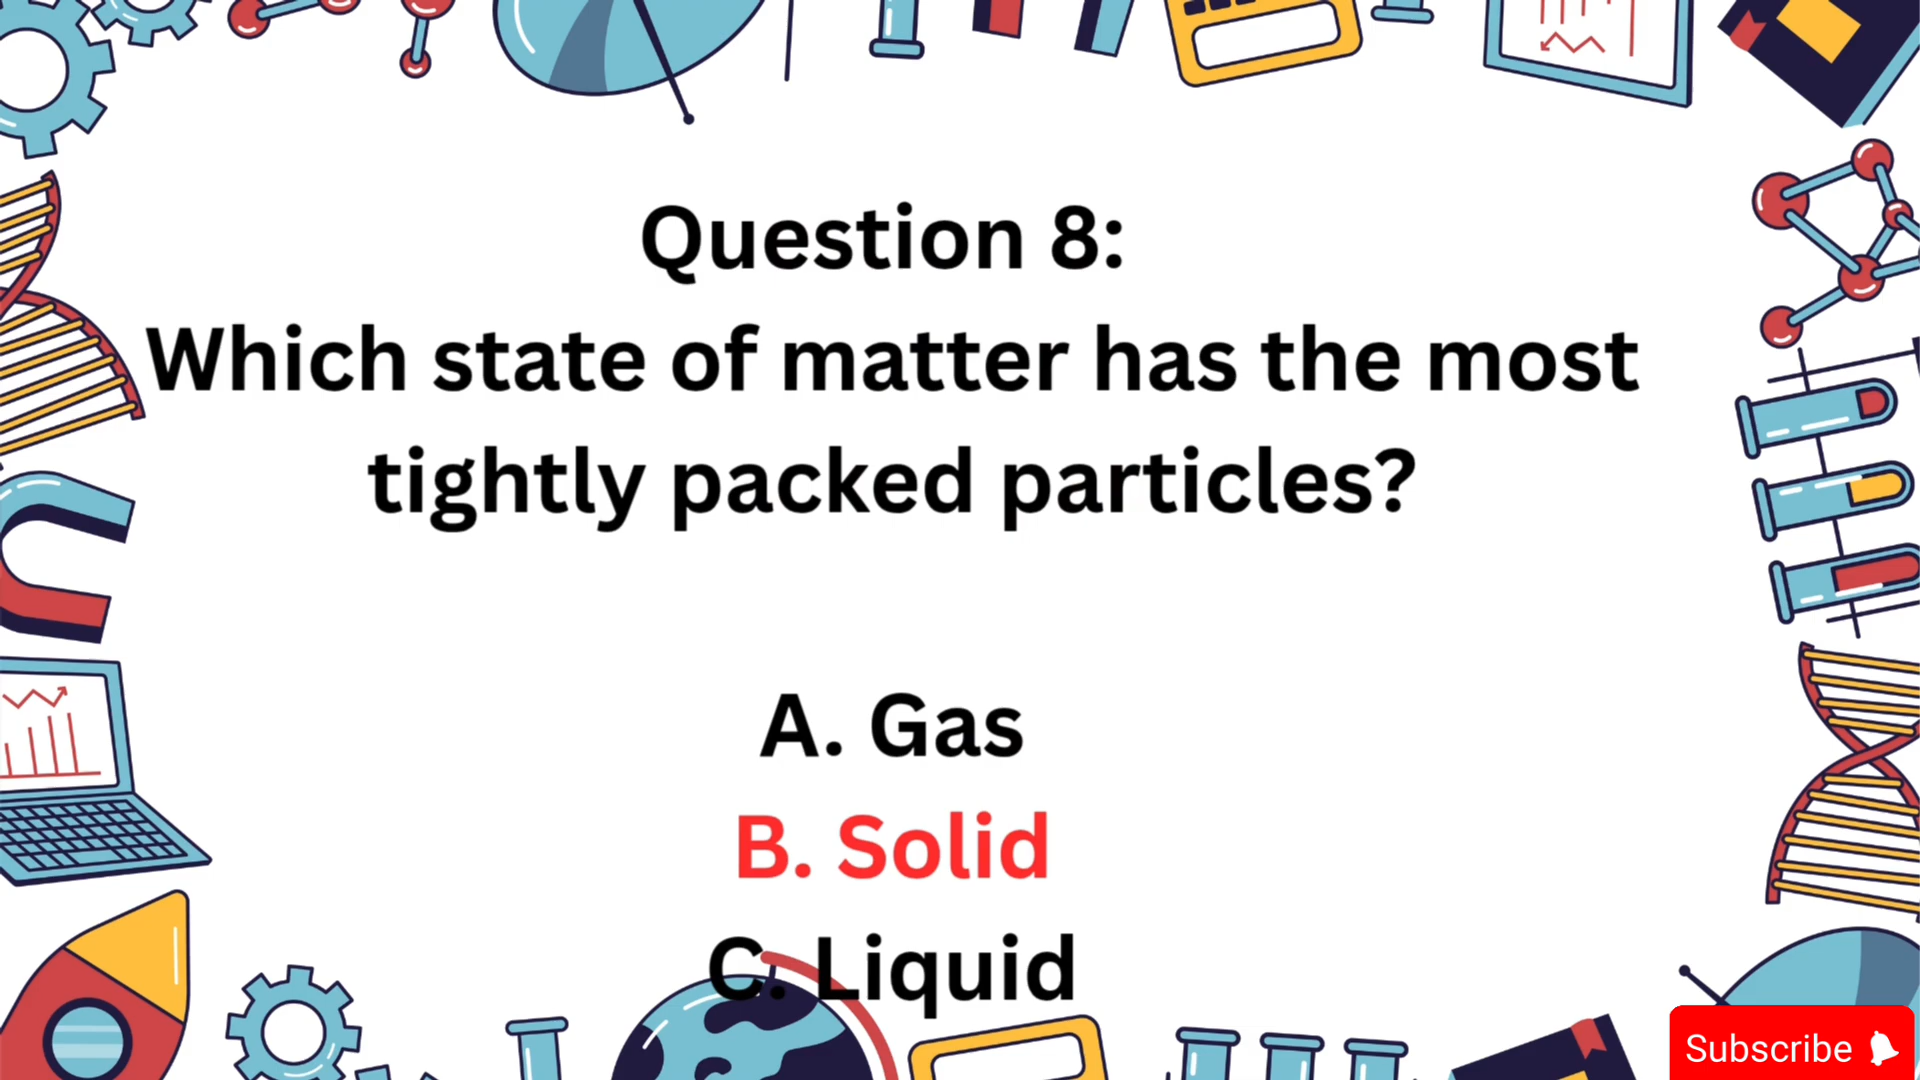 Question 8:
Which state of matter has the most
tightly packed particles?
A. Gas
B. Solid
C. Liquid
Subscribe